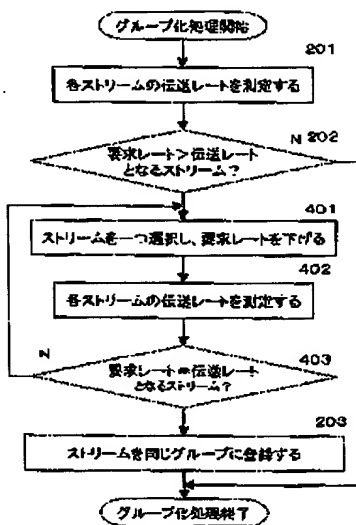 グループ化処理開始
201
各ストリームの伝送レートを測定する
N 202
要求レート>伝送レート
となるストリーム?
401
ストリームを一つ選択し、要求レートを下げる
402
各ストリームの伝送レートを測定する
N
403
要求レート=伝送レート
となるストリーム?
203
ストリームを同じグループに登録する
グループ化処理終了